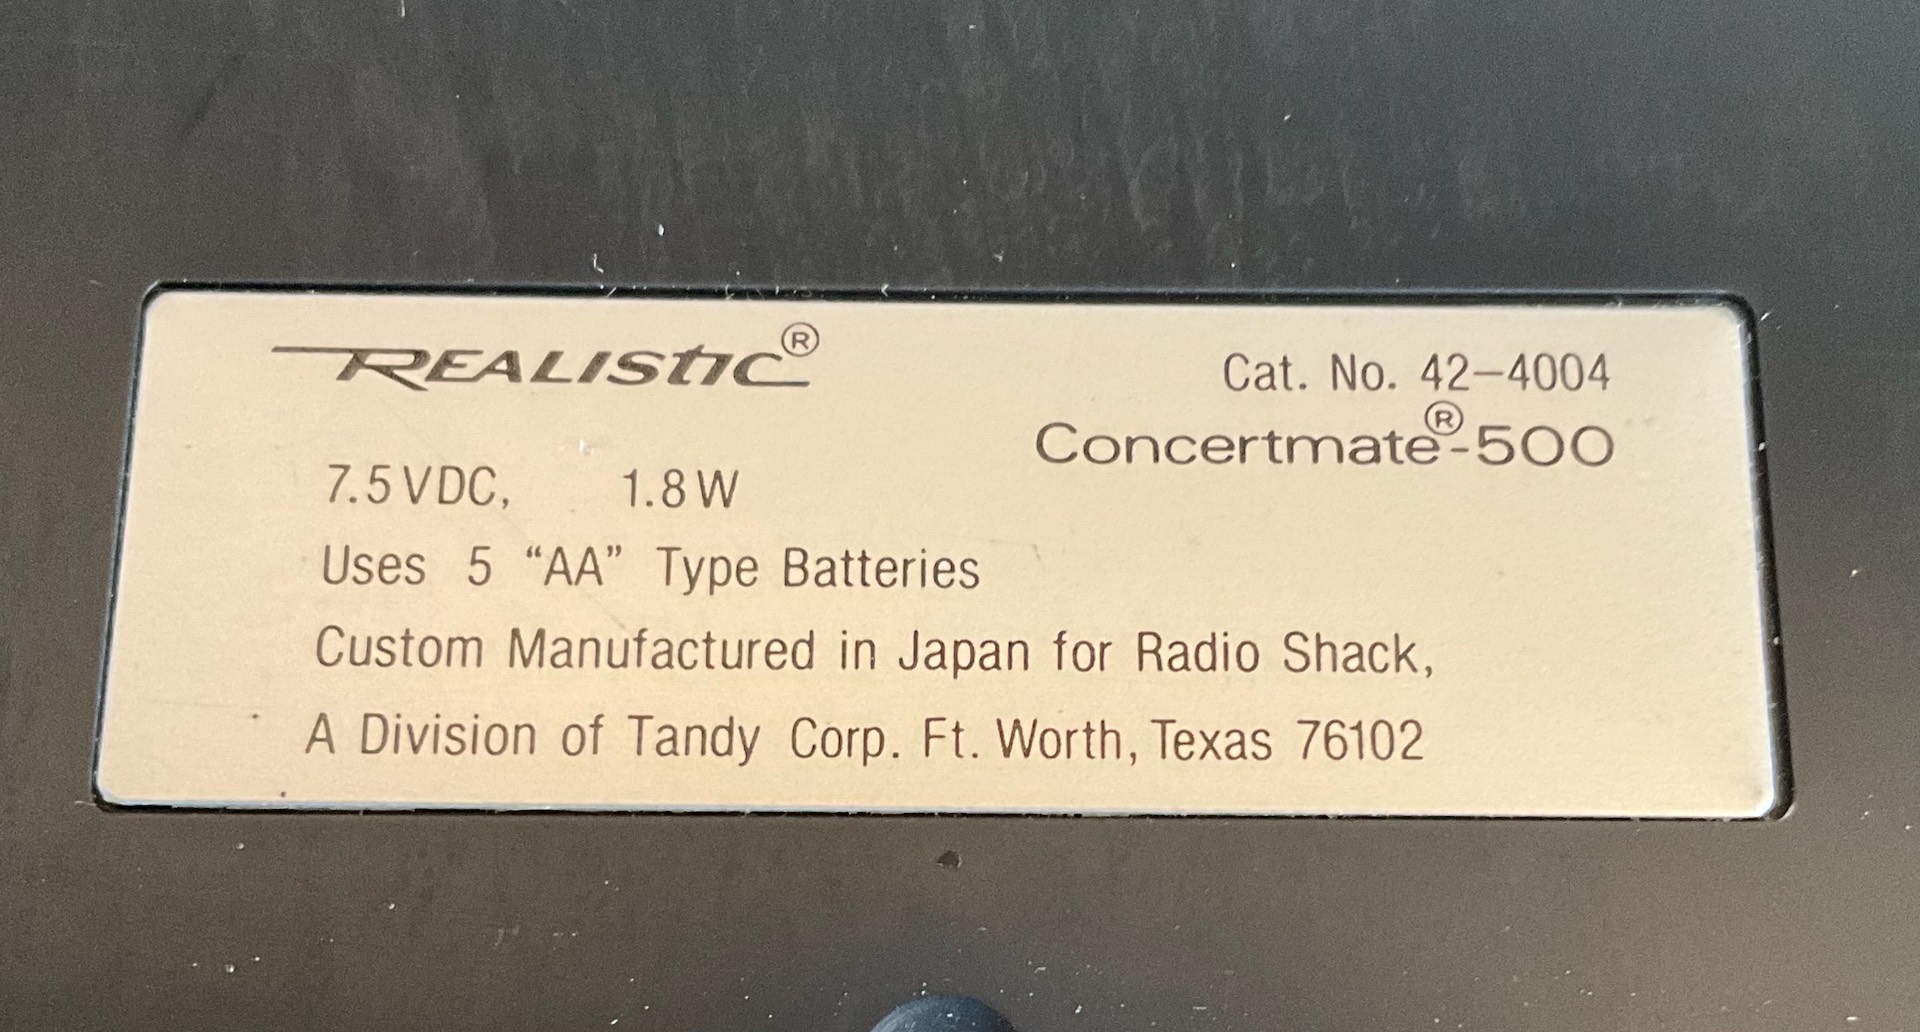 REALISTIC®
Cat. No. 42-4004
Concertmate®-500
7.5 VDC, 1.8 W
Uses 5 “AA” Type Batteries
Custom Manufactured in Japan for Radio Shack,
A Division of Tandy Corp. Ft. Worth, Texas 76102